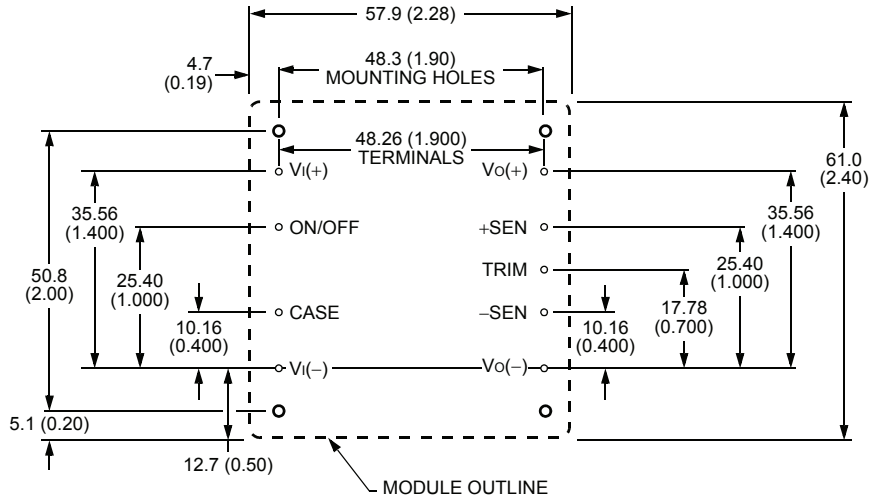 57.9 (2.28)
4.7
(0.19)
48.3 (1.90)
MOUNTING HOLES
48.26 (1.900)
TERMINALS
VI(+)
VO(+)
61.0
(2.40)
35.56
(1.400)
35.56
(1.400)
ON/OFF
+SEN
50.8
(2.00)
25.40
(1.000)
TRIM
25.40
(1.000)
10.16
(0.400)
CASE
–SEN
10.16
(0.400)
17.78
(0.700)
VI(–)
VO(–)
5.1 (0.20)
12.7 (0.50)
MODULE OUTLINE